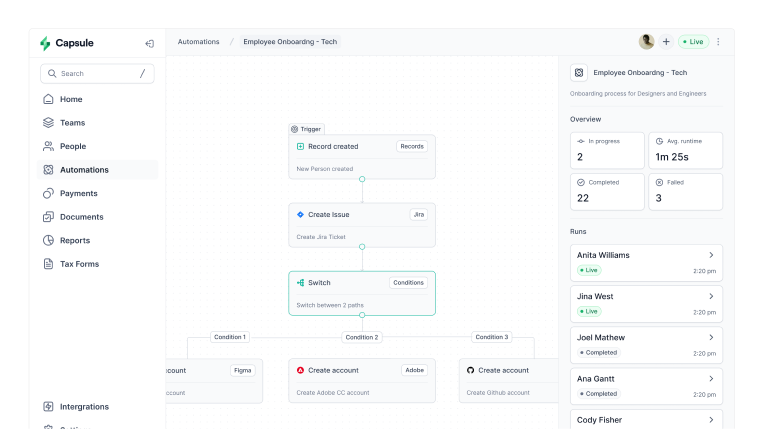 Capsule
Search /
Home
Teams
People
Automations
Payments
Documents
Reports
Tax Forms
Intergrations
Automations / Employee Onboardng - Tech
Live
Trigger
Record created Records
New Person created
Create Issue Jira
Create Jira Ticket
Switch Conditions
Switch between 2 paths
Condition 1 Condition 2 Condition 3
Figma
Create account Adobe
Create Adobe CC account
Create account
Create Github account
Employee Onboardng - Tech
Onboarding process for Designers and Engineers
Overview
In progress
2
Avg. runtime
1m 25s
Completed
22
Failed
3
Runs
Anita Williams
Live 2:20 pm
Jina West
Live 2:20 pm
Joel Mathew
Completed 2:20 pm
Ana Gantt
Completed 2:20 pm
Cody Fisher